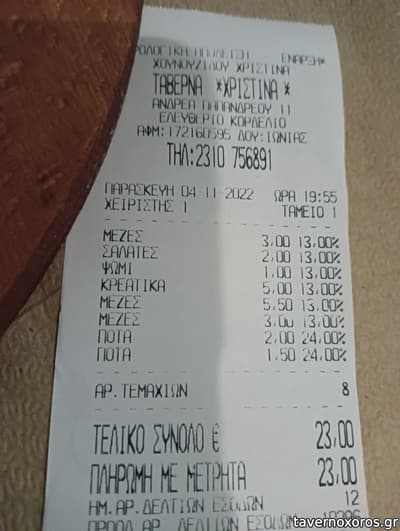 ΕΝΑΡΞΗ*
ΧΟΥΝΟΥΖΙΔΟΥ ΧΡΙΣΤΙΝΑ
ΤΑΒΕΡΝΑ *ΧΡΙΣΤΙΝΑ *
ΑΝΔΡΕΑ ΠΑΠΑΝΔΡΕΟΥ 11
ΕΛΕΥΘΕΡΙΟ ΚΟΡΔΕΛΙΟ
ΑΦΜ:172160595 ΔΟΥ:ΙΩΝΙΑΣ
ΤΗΛ:2310 756891
ΠΑΡΑΣΚΕΥΗ 04-11-2022 ΩΡΑ 19:55
ΧΕΙΡΙΣΤΗΣ 1 ΤΑΜΕΙΟ 1
ΜΕΖΕΣ 3,00 13,00%
ΣΑΛΑΤΕΣ 2,00 13,00%
ΨΩΜΙ 1,00 13,00%
ΚΡΕΑΤΙΚΑ 5,00 13,00%
ΜΕΖΕΣ 5,50 13,00%
ΜΕΖΕΣ 3,00 13,00%
ΠΟΤΑ 2,00 24,00%
ΠΟΤΑ 1,50 24,00%
ΑΡ.ΤΕΜΑΧΙΩΝ 8
ΤΕΛΙΚΟ ΣΥΝΟΛΟ € 23,00
ΠΛΗΡΩΜΗ ΜΕ ΜΕΤΡΗΤΑ 23,00
ΗΜ.ΑΡ.ΔΕΛΤΙΩΝ ΕΣΟΔΩΝ 12
ΑΡ. ΔΕΛΤΙΩΝ ΕΣΟΔΩΝ
tavernoxoros.gr